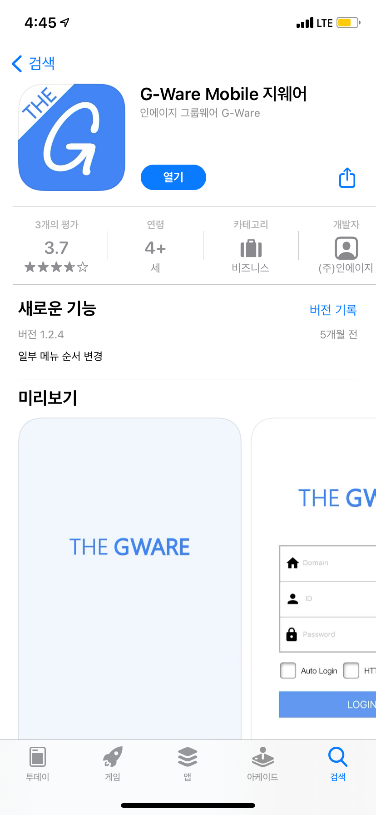 4:45
LTE
검색
THE
G
G-Ware Mobile 지웨어
인에이지 그룹웨어 G-Ware
열기
3개의 평가
연령
카테고리
개발자
3.7
4+
세
비즈니스
(주)인에이지
새로운 기능
버전 기록
버전 1.2.4
5개월 전
일부 메뉴 순서 변경
미리보기
THE GWARE
THE GW
Domain
ID
Password
Auto Login
HT
LOGIN
투데이
게임
앱
아케이드
검색